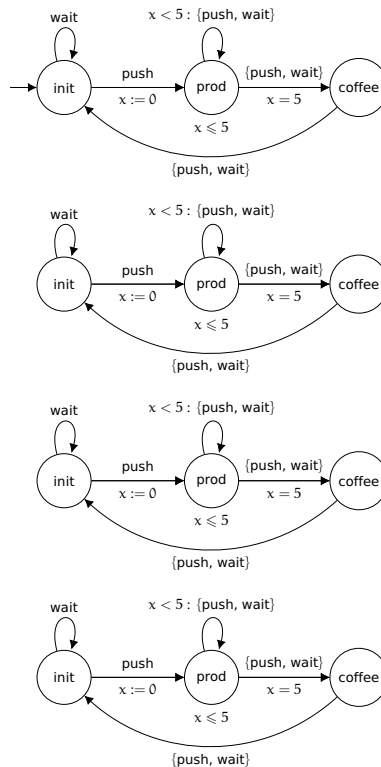 x < 5 : {push, wait}
wait
push
{push, wait}
init
prod
coffee
x := 0
x = 5
x ⩽ 5
{push, wait}
x < 5 : {push, wait}
wait
push
{push, wait}
init
prod
coffee
x := 0
x = 5
x ⩽ 5
{push, wait}
x < 5 : {push, wait}
wait
push
{push, wait}
init
prod
coffee
x := 0
x = 5
x ⩽ 5
{push, wait}
x < 5 : {push, wait}
wait
push
{push, wait}
init
prod
coffee
x := 0
x = 5
x ⩽ 5
{push, wait}